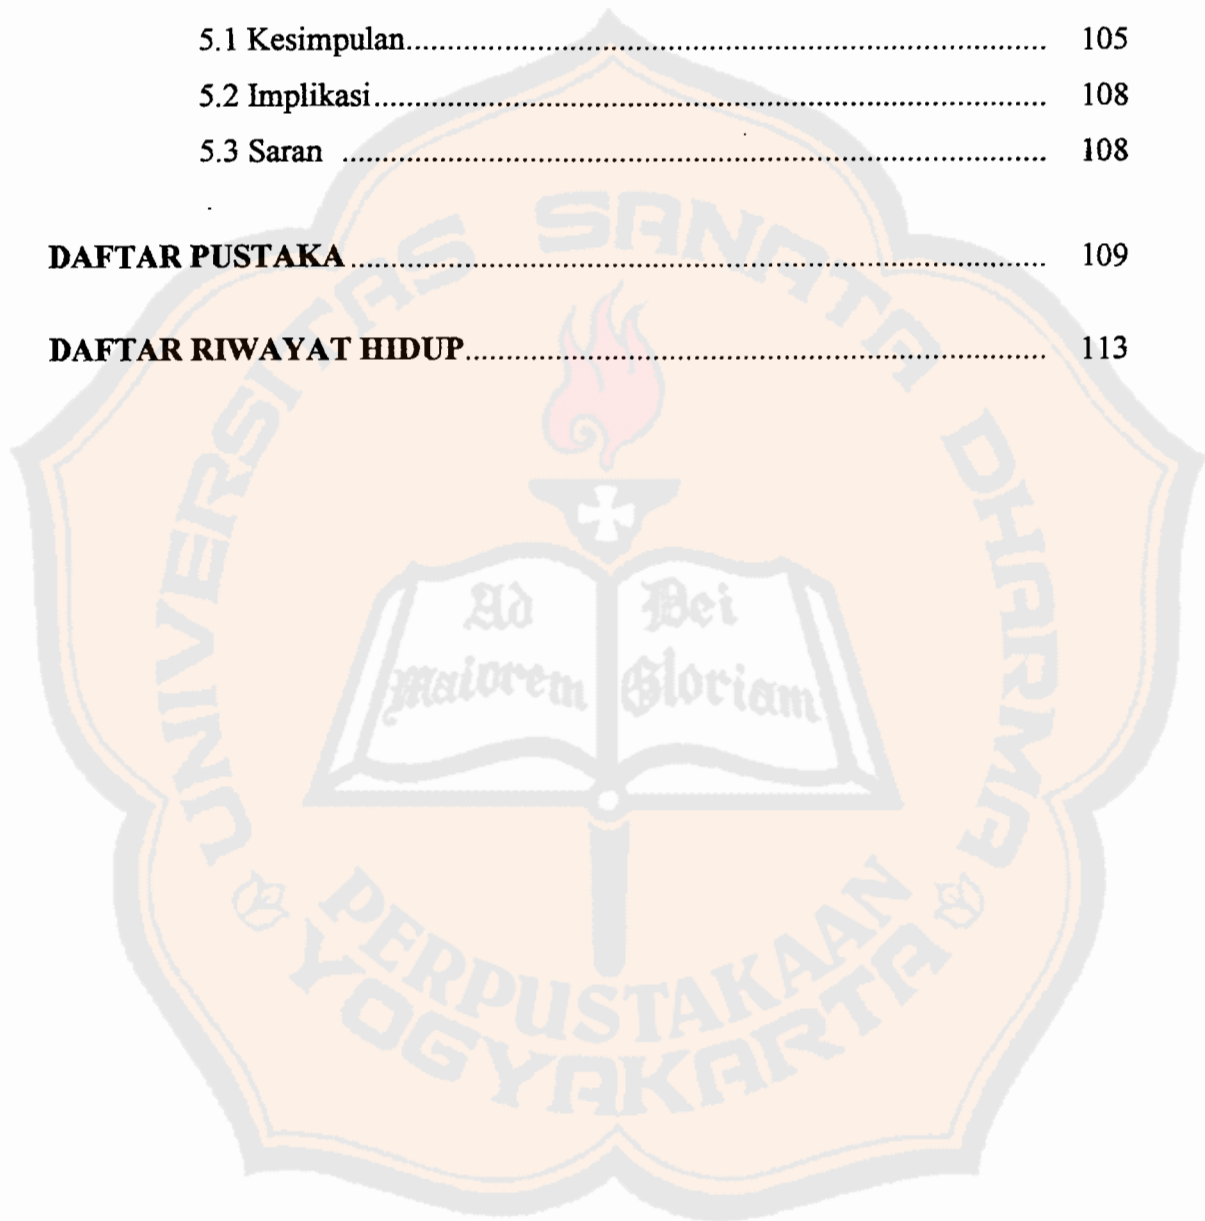 5.1 Kesimpulan........................................................................ 105
5.2 Implikasi............................................................................ 108
5.3 Saran ................................................................................ 108
DAFTAR PUSTAKA................................................................................ 109
DAFTAR RIWAYAT HIDUP.................................................................. 113
UNIVERSITAS SANATA DHARMA
Ad Dei
Maiorem Gloriam
PERPUSTAKAAN
YOGYAKARTA